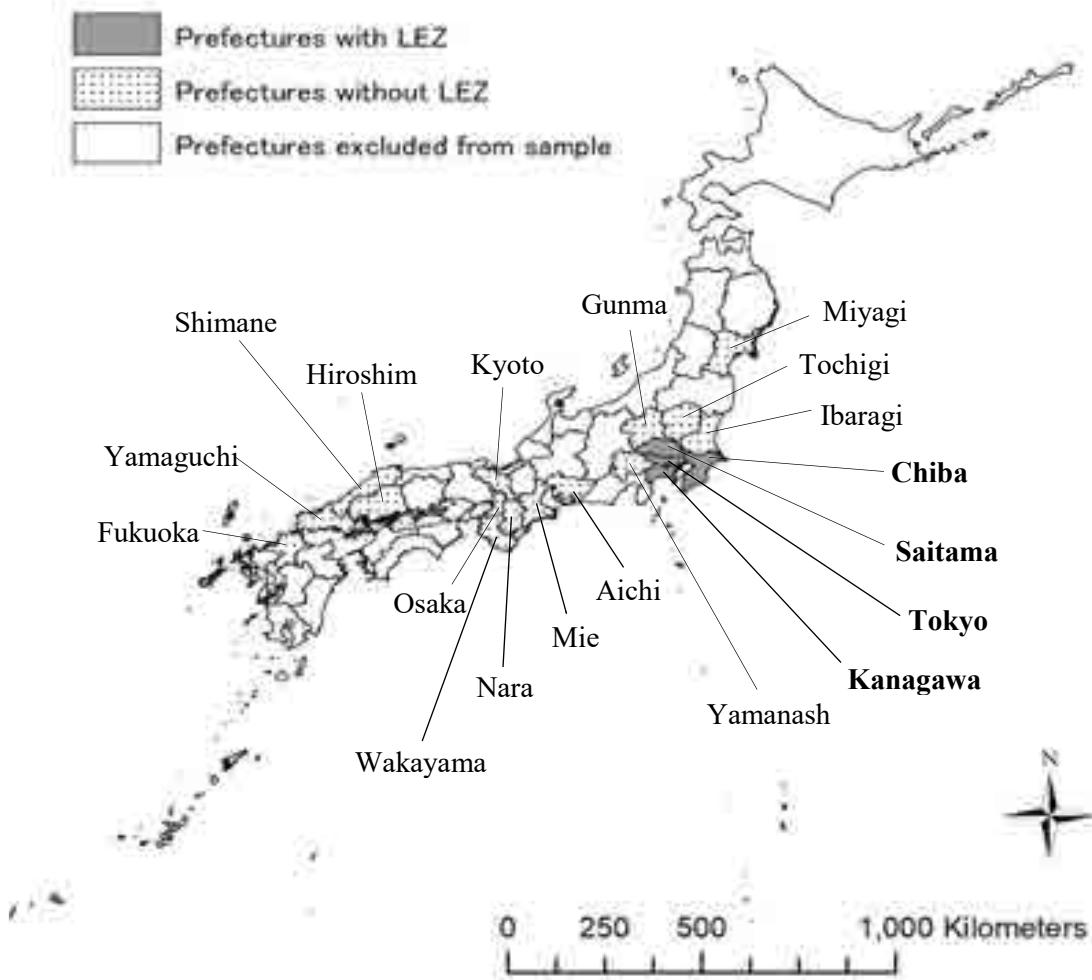 Prefectures with LEZ
Prefectures without LEZ
Prefectures excluded from sample
Gunma
Miyagi
Shimane
Tochigi
Hiroshim
Kyoto
Ibaragi
Yamaguchi
Chiba
Fukuoka
Saitama
Osaka
Aichi
Tokyo
Mie
Nara
Kanagawa
Yamanash
Wakayama
N
0 250 500 1,000 Kilometers